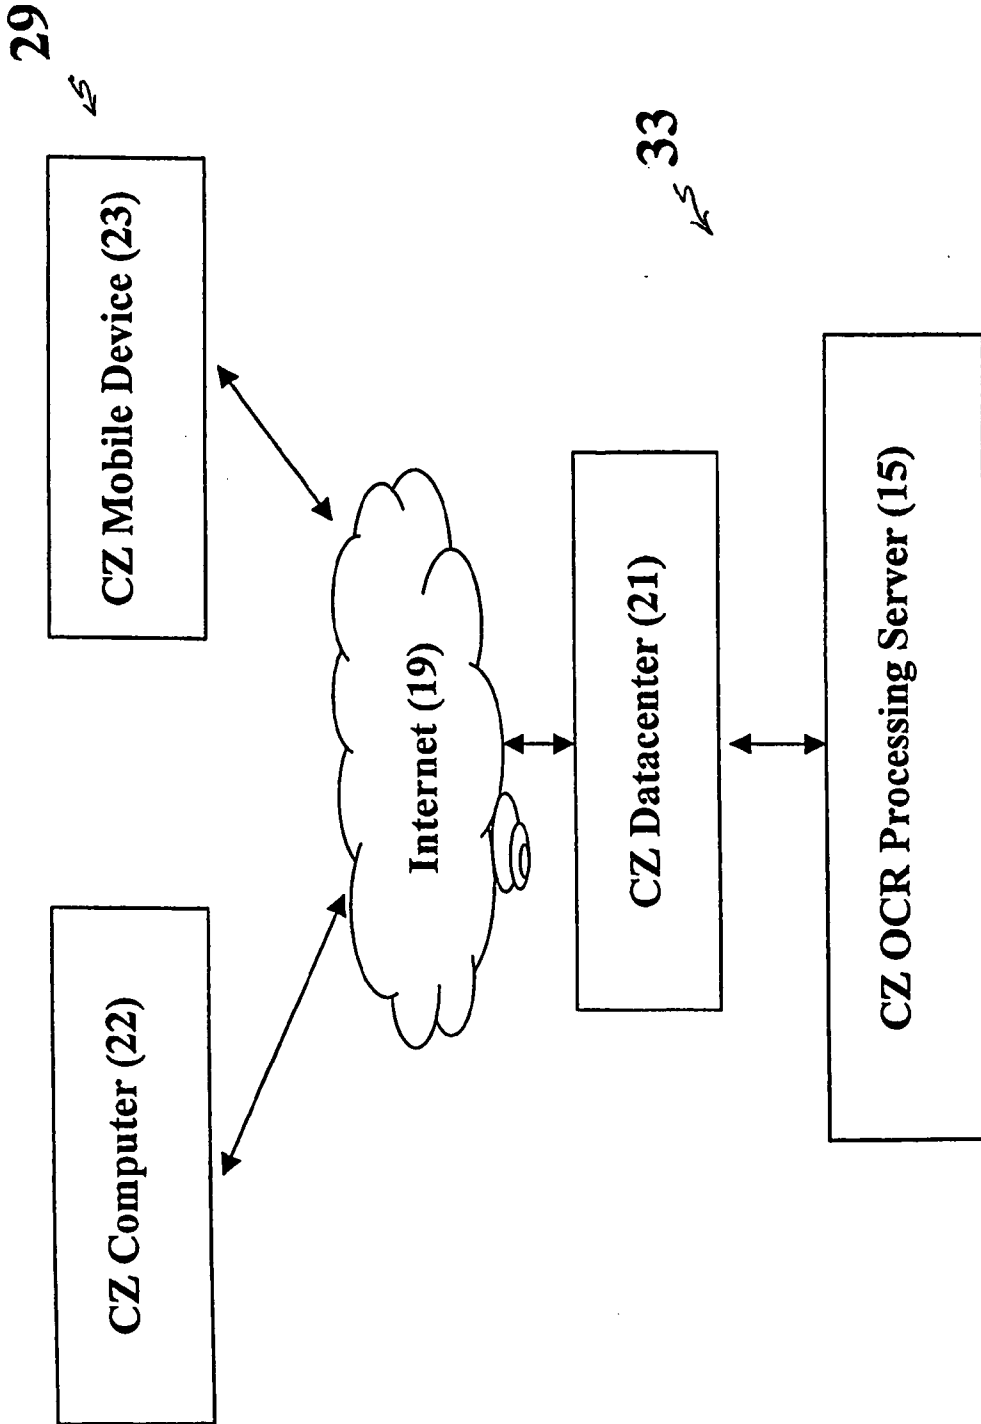 29
CZ Computer (22)
CZ Mobile Device (23)
Internet (19)
33
CZ Datacenter (21)
CZ OCR Processing Server (15)